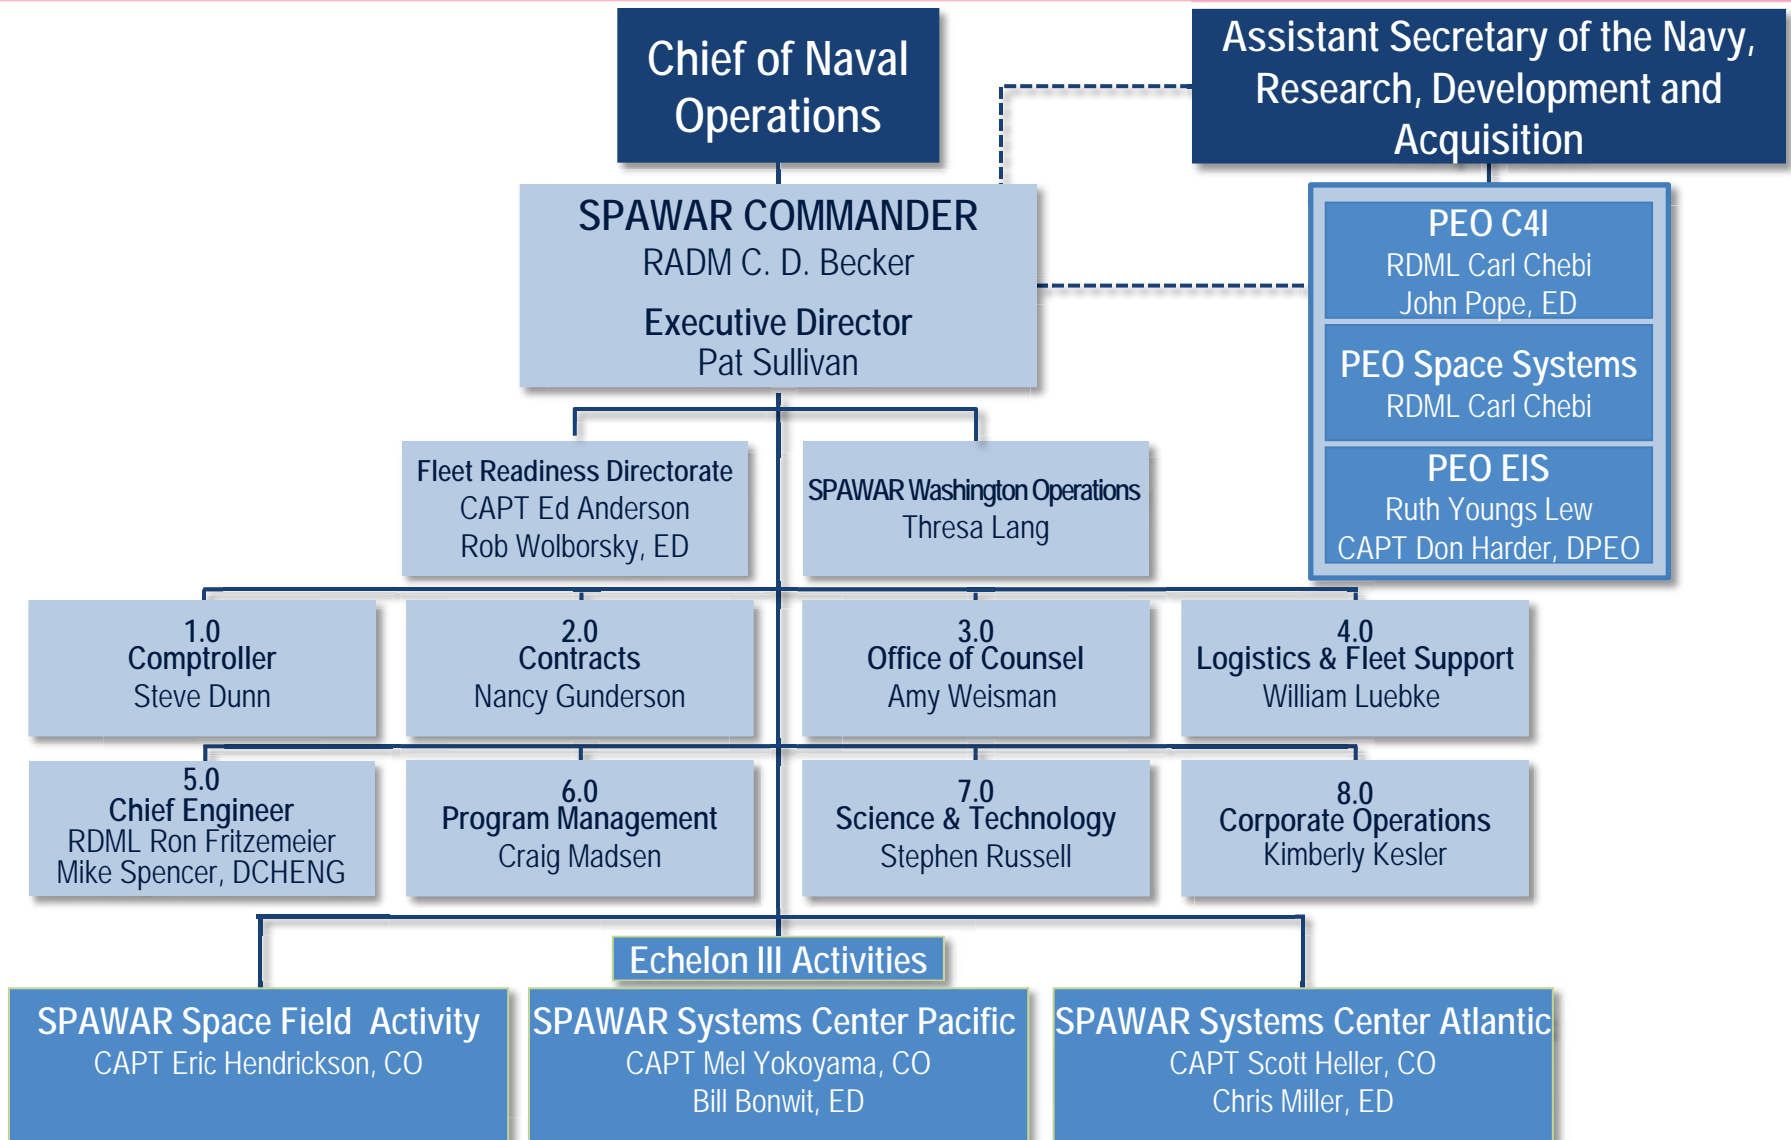 Chief of Naval
Operations
Assistant Secretary of the Navy,
Research, Development and
Acquisition
SPAWAR COMMANDER
RADM C. D. Becker
Executive Director
Pat Sullivan
PEO C4I
RDML Carl Chebi
John Pope, ED
PEO Space Systems
RDML Carl Chebi
PEO EIS
Ruth Youngs Lew
CAPT Don Harder, DPEO
Fleet Readiness Directorate
CAPT Ed Anderson
Rob Wolborsky, ED
SPAWAR Washington Operations
Thresa Lang
1.0
Comptroller
Steve Dunn
2.0
Contracts
Nancy Gunderson
3.0
Office of Counsel
Amy Weisman
4.0
Logistics & Fleet Support
William Luebke
5.0
Chief Engineer
RDML Ron Fritzemeier
Mike Spencer, DCHENG
6.0
Program Management
Craig Madsen
7.0
Science & Technology
Stephen Russell
8.0
Corporate Operations
Kimberly Kesler
Echelon III Activities
SPAWAR Space Field Activity
CAPT Eric Hendrickson, CO
SPAWAR Systems Center Pacific
CAPT Mel Yokoyama, CO
Bill Bonwit, ED
SPAWAR Systems Center Atlantic
CAPT Scott Heller, CO
Chris Miller, ED